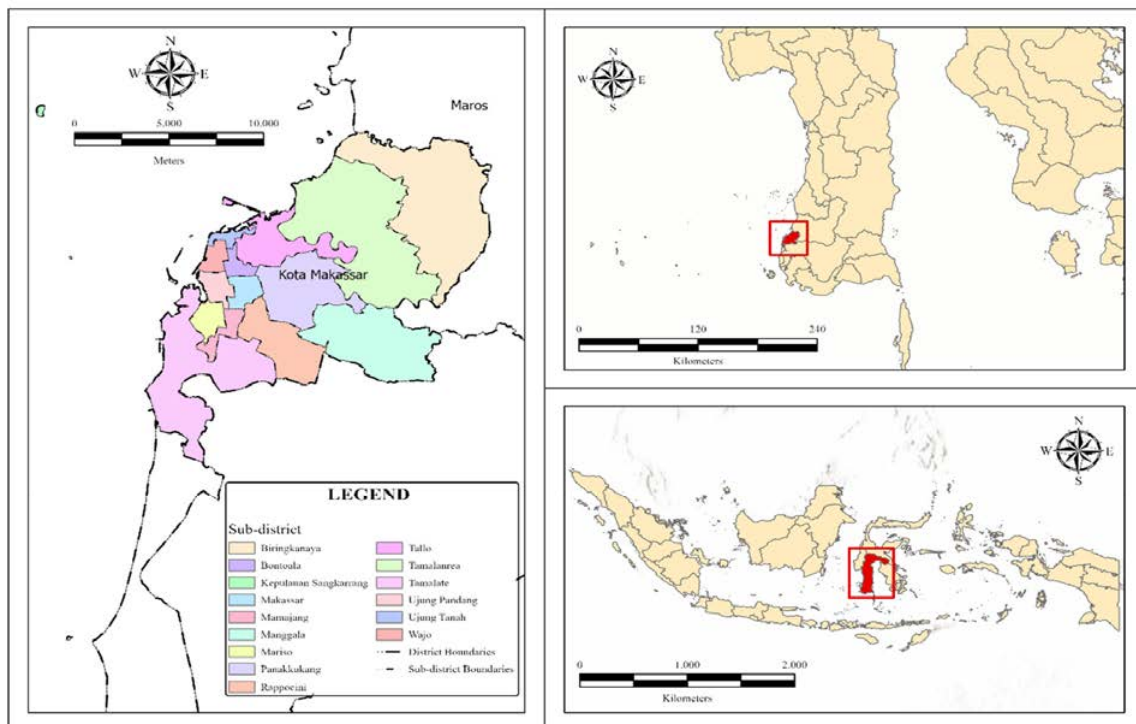 N
W E
S
0 5.000 10.000
Meters
Maros
Kota Makassar
LEGEND
Sub-district
Biringkanaya
Bontoala
Kepulauan Sangkarrang
Makassar
Mamajang
Manggala
Mariso
Panakkukang
Rappocini
Tallo
Tamalanrea
Tamalate
Ujung Pandang
Ujung Tanah
Wajo
District Boundaries
Sub-district Boundaries
N
W E
S
0 120 240
Kilometers
N
W E
S
0 1.000 2.000
Kilometers